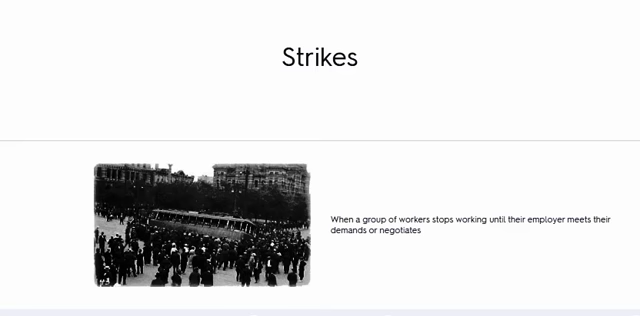 Strikes
When a group of workers stops working until their employer meets their
demands or negotiates